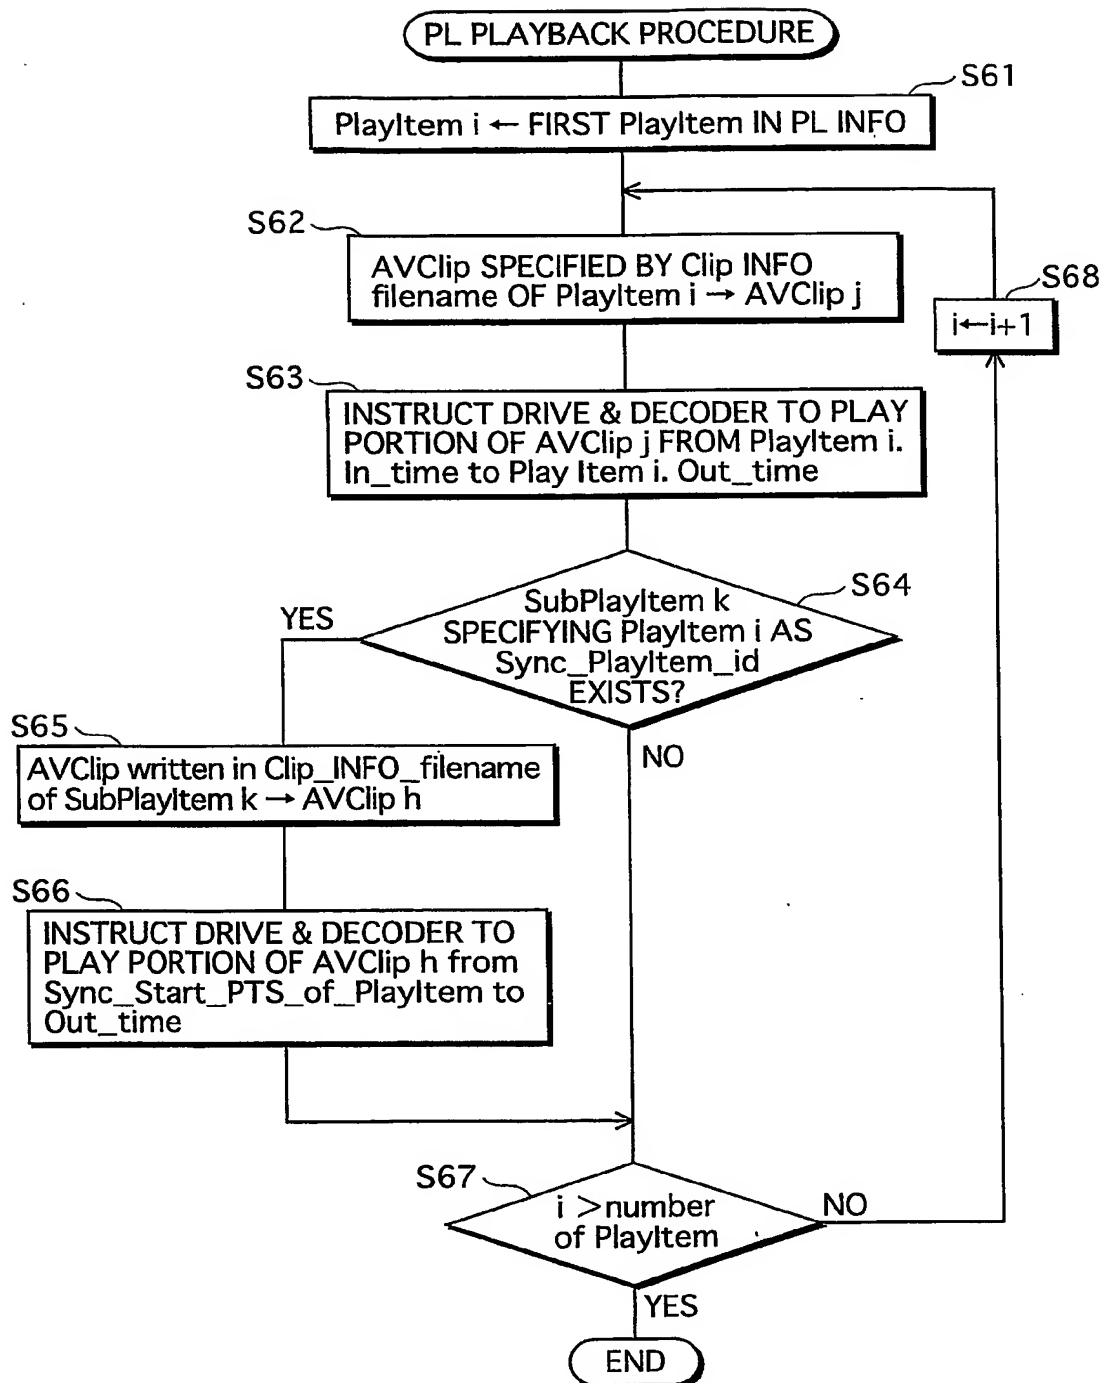 PL PLAYBACK PROCEDURE
S61
PlayItem i ← FIRST PlayItem IN PL INFO
S62
AVClip SPECIFIED BY Clip INFO
filename OF PlayItem i → AVClip j
S68
i←i+1
S63
INSTRUCT DRIVE & DECODER TO PLAY
PORTION OF AVClip j FROM PlayItem i.
In_time to Play Item i. Out_time
S64
SubPlayItem k
SPECIFYING PlayItem i AS
Sync_PlayItem_id
EXISTS?
YES
NO
S65
AVClip written in Clip_INFO_filename
of SubPlayItem k → AVClip h
S66
INSTRUCT DRIVE & DECODER TO
PLAY PORTION OF AVClip h from
Sync_Start_PTS_of_PlayItem to
Out_time
S67
i >number
of PlayItem
NO
YES
END